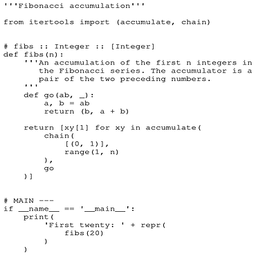 '''Fibonacci accumulation'''

from itertools import (accumulate, chain)


# fibs :: Integer :: [Integer]
def fibs(n):
    '''An accumulation of the first n integers in
       the Fibonacci series. The accumulator is a
       pair of the two preceding numbers.
    '''
    def go(ab, _):
        a, b = ab
        return (b, a + b)

    return [xy[1] for xy in accumulate(
        chain(
            [(0, 1)],
            range(1, n)
        ),
        go
    )]


# MAIN ---
if __name__ == '__main__':
    print(
        'First twenty: ' + repr(
            fibs(20)
        )
    )